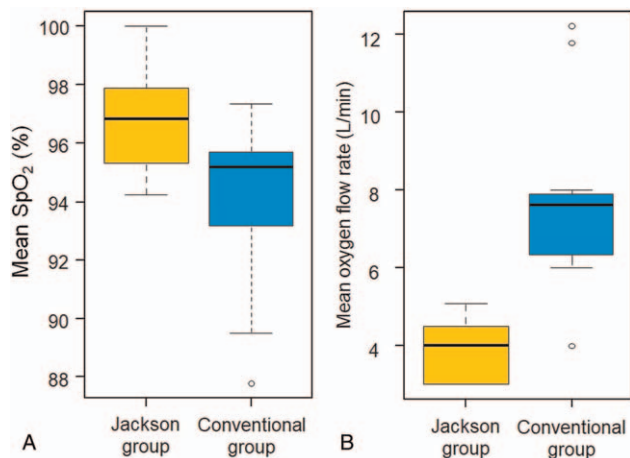 Mean SpO₂ (%)
100
98
96
94
92
90
88
Jackson group
Conventional group
A
Mean oxygen flow rate (L/min)
12
10
8
6
4
Jackson group
Conventional group
B